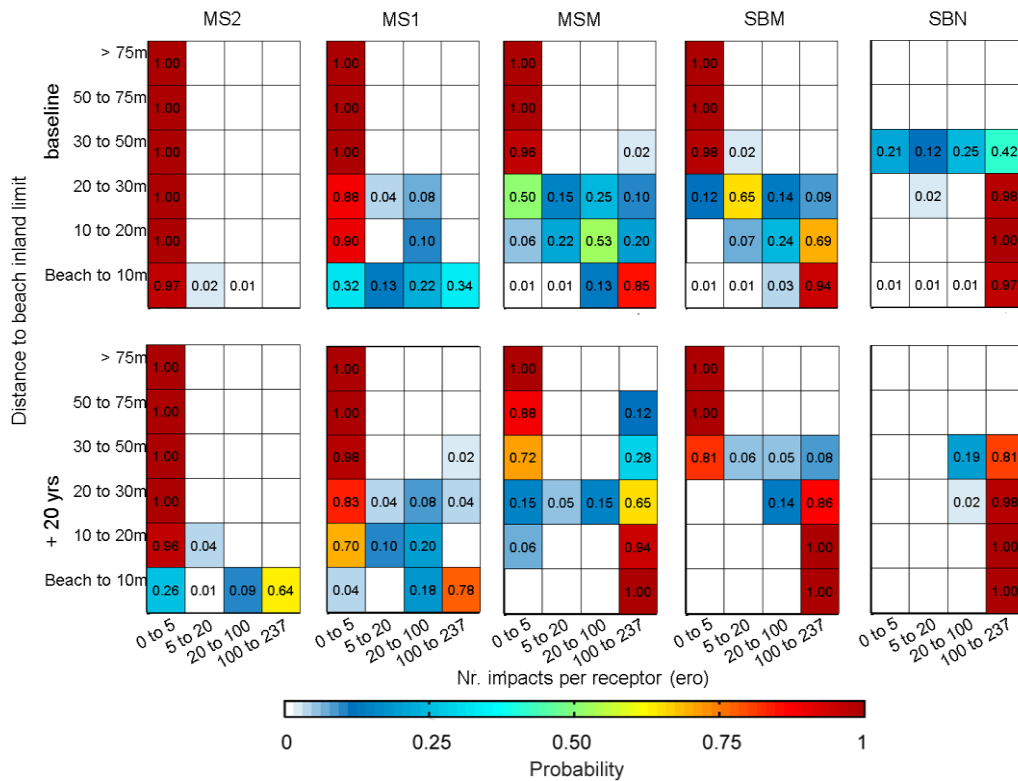 MS2 MS1 MSM SBM SBN
baseline
Distance to beach inland limit
> 75m 1.00 1.00 1.00 1.00
50 to 75m 1.00 1.00 1.00 1.00
30 to 50m 1.00 1.00 0.96 0.02 0.98 0.02 0.21 0.12 0.25 0.42
20 to 30m 1.00 0.88 0.04 0.08 0.50 0.15 0.25 0.10 0.12 0.65 0.14 0.09 0.02 0.98
10 to 20m 1.00 0.90 0.10 0.06 0.22 0.53 0.20 0.07 0.24 0.69 1.00
Beach to 10m 0.97 0.02 0.01 0.32 0.13 0.22 0.34 0.01 0.01 0.13 0.85 0.01 0.01 0.03 0.94 0.01 0.01 0.01 0.97
+ 20 yrs
> 75m 1.00 1.00 1.00 1.00
50 to 75m 1.00 1.00 0.88 0.12 1.00
30 to 50m 1.00 0.98 0.02 0.72 0.28 0.81 0.06 0.05 0.08 0.19 0.81
20 to 30m 1.00 0.83 0.04 0.08 0.04 0.15 0.05 0.15 0.65 0.14 0.86 0.02 0.98
10 to 20m 0.96 0.04 0.70 0.10 0.20 0.06 0.94 1.00 1.00
Beach to 10m 0.26 0.01 0.09 0.64 0.04 0.18 0.78 1.00 1.00 1.00
0 to 5 5 to 20 20 to 100 100 to 237 0 to 5 5 to 20 20 to 100 100 to 237 0 to 5 5 to 20 20 to 100 100 to 237 0 to 5 5 to 20 20 to 100 100 to 237 0 to 5 5 to 20 20 to 100 100 to 237
Nr. impacts per receptor (ero)
0 0.25 0.50 0.75 1
Probability